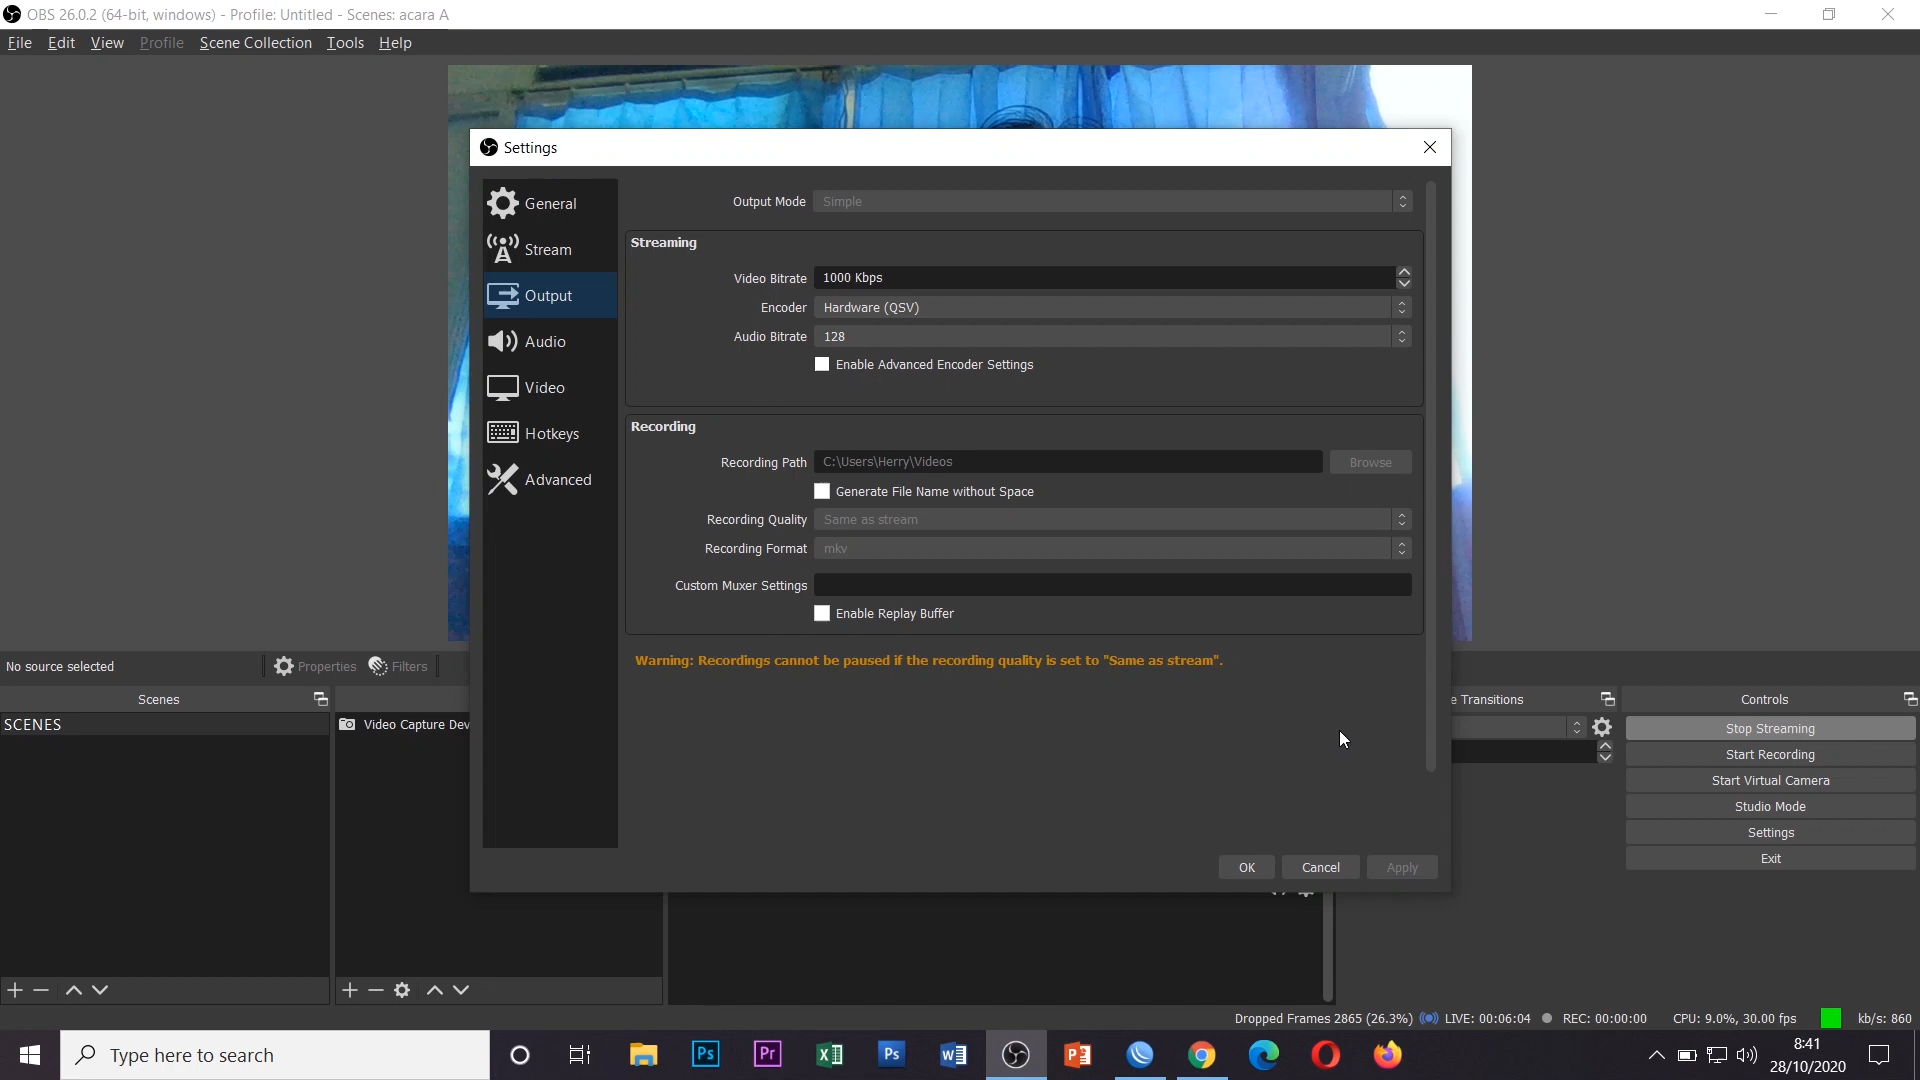 OBS 26.0.2 (64-bit, windows) - Profile: Untitled - Scenes: acara A
File Edit View Profile Scene Collection Tools Help
Settings
General
Stream
Output
Audio
Video
Hotkeys
Advanced
Output Mode Simple
Streaming
Video Bitrate 1000 Kbps
Encoder Hardware (QSV)
Audio Bitrate 128
Enable Advanced Encoder Settings
Recording
Recording Path C:\Users\Herry\Videos Browse
Generate File Name without Space
Recording Quality Same as stream
Recording Format mkv
Custom Muxer Settings
Enable Replay Buffer
Warning: Recordings cannot be paused if the recording quality is set to "Same as stream".
OK Cancel Apply
No source selected Properties Filters
Scenes
SCENES
Video Capture Dev
e Transitions
Controls
Stop Streaming
Start Recording
Start Virtual Camera
Studio Mode
Settings
Exit
Dropped Frames 2865 (26.3%) LIVE: 00:06:04 REC: 00:00:00 CPU: 9.0%, 30.00 fps kb/s: 860
Type here to search
Ps
Pr
Ps
8:41
28/10/2020